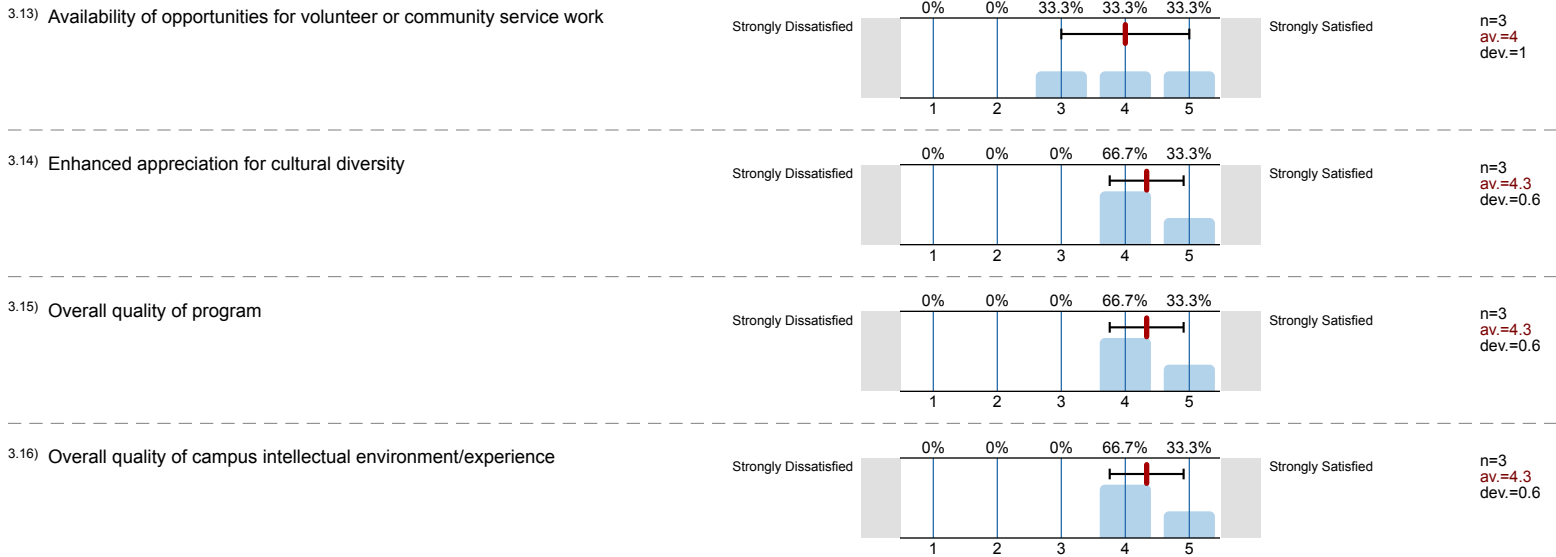 3.13) Availability of opportunities for volunteer or community service work
0% 0% 33.3% 33.3% 33.3%
Strongly Dissatisfied
Strongly Satisfied
n=3
av.=4
dev.=1
1 2 3 4 5
3.14) Enhanced appreciation for cultural diversity
0% 0% 0% 66.7% 33.3%
Strongly Dissatisfied
Strongly Satisfied
n=3
av.=4.3
dev.=0.6
1 2 3 4 5
3.15) Overall quality of program
0% 0% 0% 66.7% 33.3%
Strongly Dissatisfied
Strongly Satisfied
n=3
av.=4.3
dev.=0.6
1 2 3 4 5
3.16) Overall quality of campus intellectual environment/experience
0% 0% 0% 66.7% 33.3%
Strongly Dissatisfied
Strongly Satisfied
n=3
av.=4.3
dev.=0.6
1 2 3 4 5